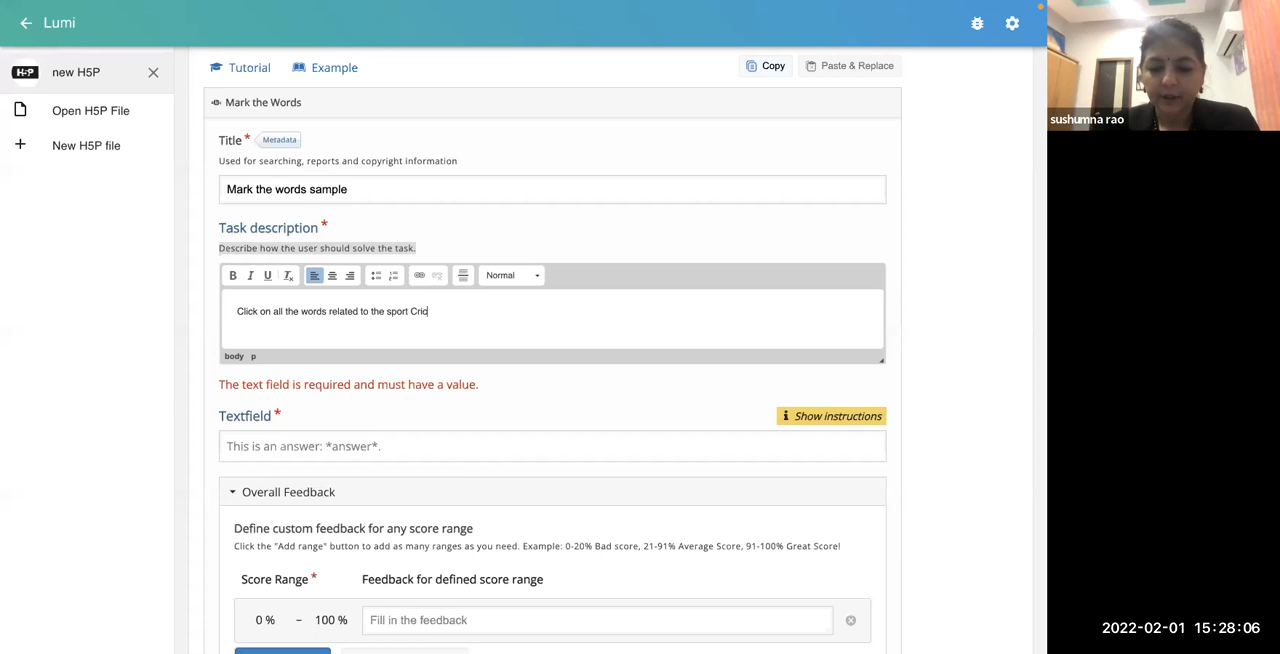 Lumi
H-P new H5P
Open H5P File
+ New H5P file
Tutorial Example
Copy Paste & Replace
Mark the Words
Title * Metadata
Used for searching, reports and copyright information
Mark the words sample
Task description *
Describe how the user should solve the task.
B I U Tx Normal
Click on all the words related to the sport Cric
body p
The text field is required and must have a value.
Textfield * i Show instructions
This is an answer: *answer*.
Overall Feedback
Define custom feedback for any score range
Click the "Add range" button to add as many ranges as you need. Example: 0-20% Bad score, 21-91% Average Score, 91-100% Great Score!
Score Range * Feedback for defined score range
0 % – 100 % Fill in the feedback
sushumna rao
2022-02-01 15:28:06